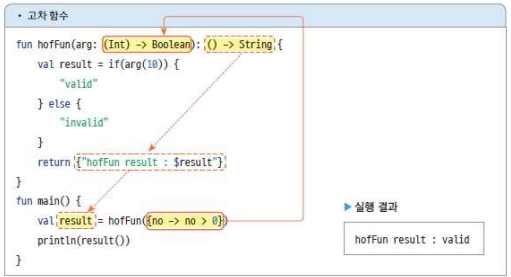 • 고차 함수
fun hofFun(arg: (Int) -> Boolean): () -> String {
    val result = if(arg(10)) {
        "valid"
    } else {
        "invalid"
    }
    return {"hofFun result : $result"}
}
fun main() {
    val result = hofFun({no -> no > 0})
    println(result())
}
▶ 실행 결과
hofFun result : valid